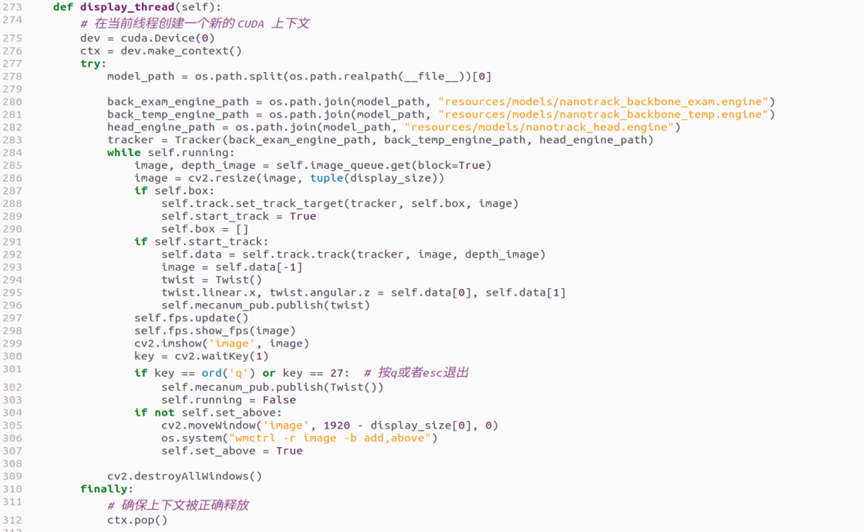 273 def display_thread(self):
274 # 在当前线程创建一个新的 CUDA 上下文
275 dev = cuda.Device(0)
276 ctx = dev.make_context()
277 try:
278 model_path = os.path.split(os.path.realpath(__file__))[0]
279
280 back_exam_engine_path = os.path.join(model_path, "resources/models/nanotrack_backbone_exam.engine")
281 back_temp_engine_path = os.path.join(model_path, "resources/models/nanotrack_backbone_temp.engine")
282 head_engine_path = os.path.join(model_path, "resources/models/nanotrack_head.engine")
283 tracker = Tracker(back_exam_engine_path, back_temp_engine_path, head_engine_path)
284 while self.running:
285 image, depth_image = self.image_queue.get(block=True)
286 image = cv2.resize(image, tuple(display_size))
287 if self.box:
288 self.track.set_track_target(tracker, self.box, image)
289 self.start_track = True
290 self.box = []
291 if self.start_track:
292 self.data = self.track.track(tracker, image, depth_image)
293 image = self.data[-1]
294 twist = Twist()
295 twist.linear.x, twist.angular.z = self.data[0], self.data[1]
296 self.mecanum_pub.publish(twist)
297 self.fps.update()
298 self.fps.show_fps(image)
299 cv2.imshow('image', image)
300 key = cv2.waitKey(1)
301 if key == ord('q') or key == 27: # 按q或者esc退出
302 self.mecanum_pub.publish(Twist())
303 self.running = False
304 if not self.set_above:
305 cv2.moveWindow('image', 1920 - display_size[0], 0)
306 os.system("wmctrl -r image -b add,above")
307 self.set_above = True
308
309 cv2.destroyAllWindows()
310 finally:
311 # 确保上下文被正确释放
312 ctx.pop()